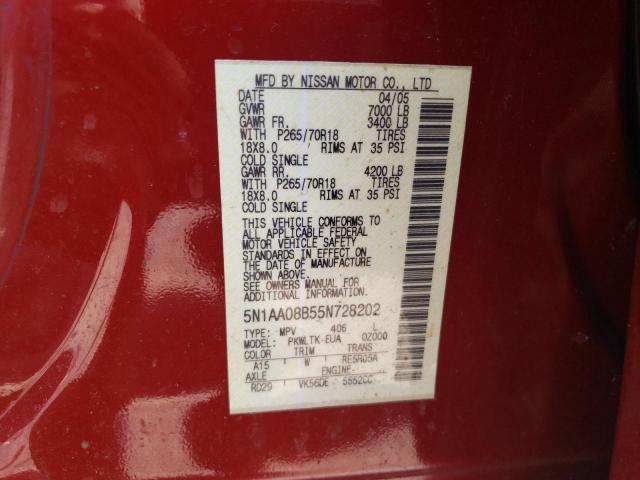 MFD BY NISSAN MOTOR CO., LTD
DATE 04/05
GVWR 7000 LB
GAWR FR. 3400 LB
WITH P265/70R18 TIRES
18X8.0 RIMS AT 35 PSI
COLD SINGLE
GAWR RR. 4200 LB
WITH P265/70R18 TIRES
18X8.0 RIMS AT 35 PSI
COLD SINGLE
THIS VEHICLE CONFORMS TO
ALL APPLICABLE FEDERAL
MOTOR VEHICLE SAFETY
STANDARDS IN EFFECT ON
THE DATE OF MANUFACTURE
SHOWN ABOVE.
SEE OWNERS MANUAL FOR
ADDITIONAL INFORMATION.
5N1AA08B55N728202
TYPE: MPV 406 L
MODEL: PKWLTK-EUA 0Z000
COLOR TRIM TRANS
A15 W RE5R05A
AXLE ENGINE
RD29 VK56DE 5552CC